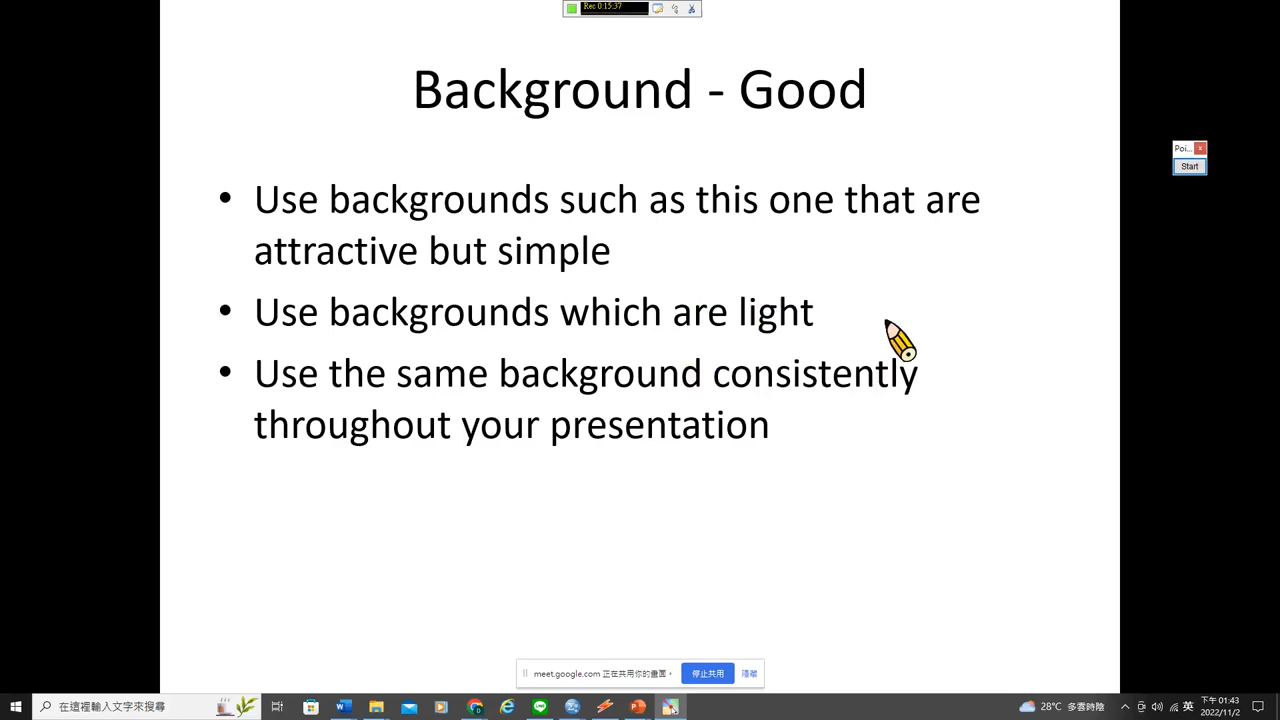 Rec 0:15:37
Background - Good
• Use backgrounds such as this one that are
attractive but simple
• Use backgrounds which are light
• Use the same background consistently
throughout your presentation
Poi...
Start
meet.google.com 正在共用你的畫面。
停止共用
隱藏
在這裡輸入文字來搜尋
28°C 多雲時陰
英
下午 01:43
2022/11/2